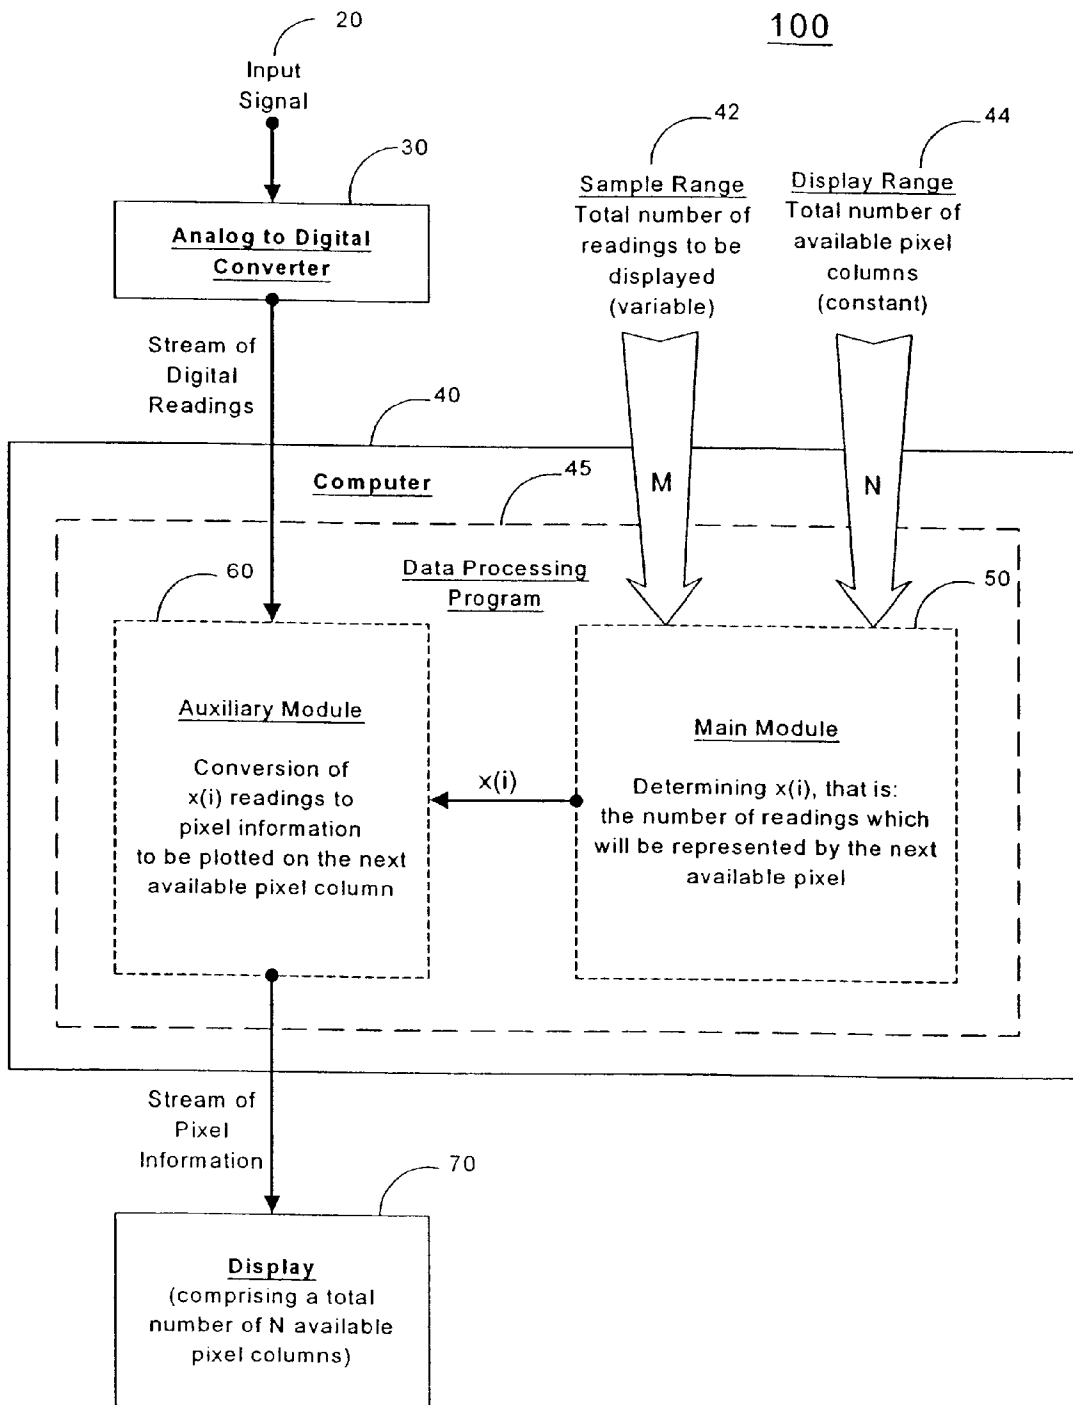 100
20
Input
Signal
30
Analog to Digital
Converter
Stream of
Digital
Readings
42
Sample Range
Total number of
readings to be
displayed
(variable)
44
Display Range
Total number of
available pixel
columns
(constant)
M
N
40
Computer
45
Data Processing
Program
60
Auxiliary Module
Conversion of
x(i) readings to
pixel information
to be plotted on the next
available pixel column
x(i)
50
Main Module
Determining x(i), that is:
the number of readings which
will be represented by the next
available pixel
Stream of
Pixel
Information
70
Display
(comprising a total
number of N available
pixel columns)